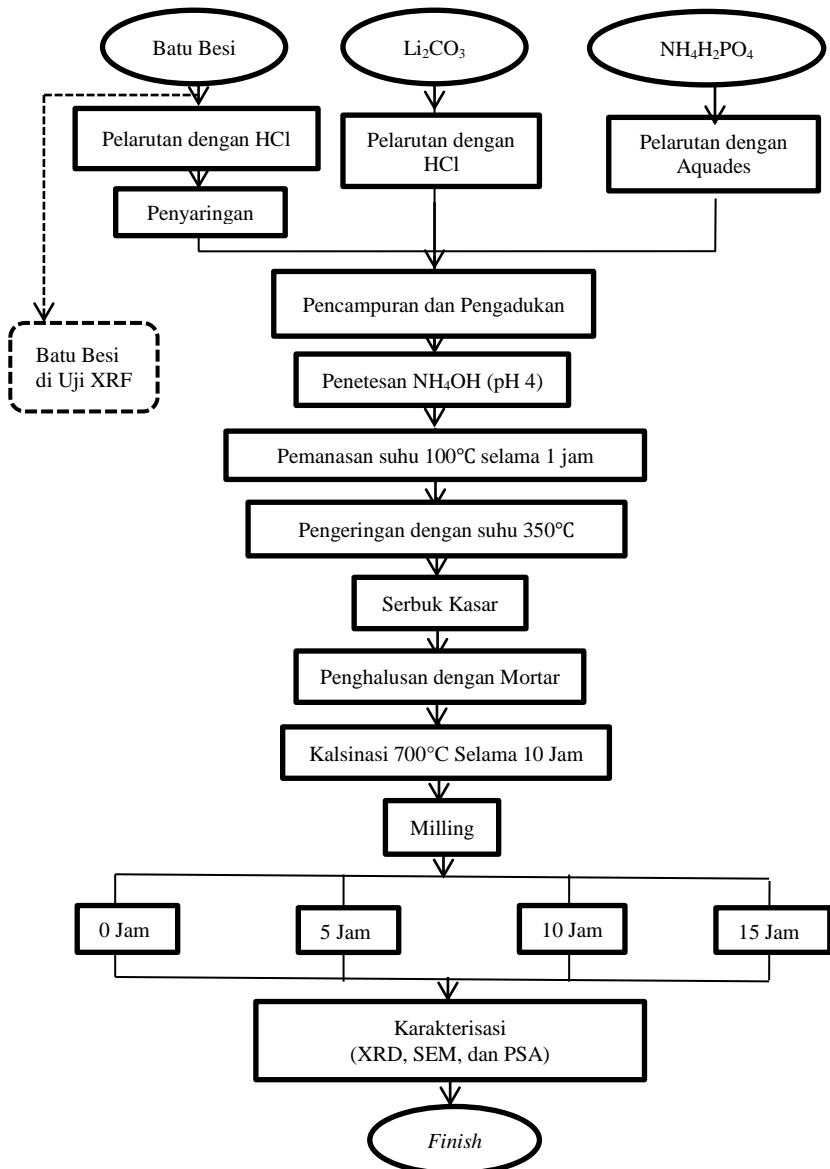 Batu Besi
Li₂CO₃
NH₄H₂PO₄
Pelarutan dengan HCl
Pelarutan dengan
HCl
Pelarutan dengan
Aquades
Penyaringan
Pencampuran dan Pengadukan
Batu Besi
di Uji XRF
Penetesan NH₄OH (pH 4)
Pemanasan suhu 100℃ selama 1 jam
Pengeringan dengan suhu 350℃
Serbuk Kasar
Penghalusan dengan Mortar
Kalsinasi 700°C Selama 10 Jam
Milling
0 Jam
5 Jam
10 Jam
15 Jam
Karakterisasi
(XRD, SEM, dan PSA)
Finish